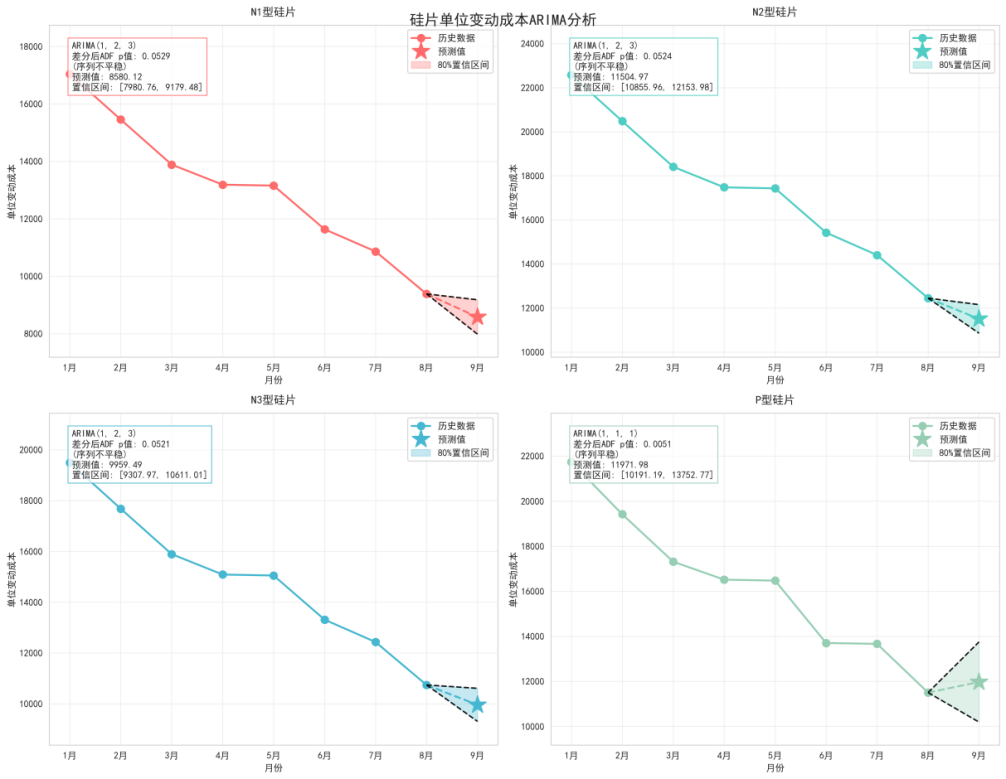 硅片单位变动成本ARIMA分析
N1型硅片
18000
16000
14000
12000
10000
8000
单位变动成本
ARIMA(1, 2, 3)
差分后ADF p值: 0.0529
(序列不平稳)
预测值: 8580.12
置信区间: [7980.76, 9179.48]
历史数据
预测值
80%置信区间
1月 2月 3月 4月 5月 6月 7月 8月 9月
月份
N2型硅片
24000
22000
20000
18000
16000
14000
12000
10000
单位变动成本
ARIMA(1, 2, 3)
差分后ADF p值: 0.0524
(序列不平稳)
预测值: 11504.97
置信区间: [10855.96, 12153.98]
历史数据
预测值
80%置信区间
1月 2月 3月 4月 5月 6月 7月 8月 9月
月份
N3型硅片
20000
18000
16000
14000
12000
10000
单位变动成本
ARIMA(1, 2, 3)
差分后ADF p值: 0.0521
(序列不平稳)
预测值: 9959.49
置信区间: [9307.97, 10611.01]
历史数据
预测值
80%置信区间
1月 2月 3月 4月 5月 6月 7月 8月 9月
月份
P型硅片
22000
20000
18000
16000
14000
12000
10000
单位变动成本
ARIMA(1, 1, 1)
差分后ADF p值: 0.0051
(序列平稳)
预测值: 11971.98
置信区间: [10191.19, 13752.77]
历史数据
预测值
80%置信区间
1月 2月 3月 4月 5月 6月 7月 8月 9月
月份